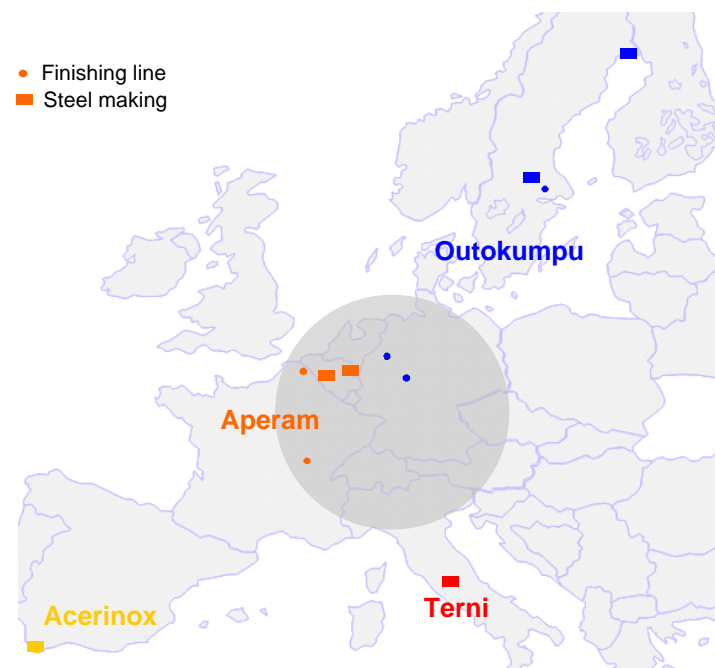 Finishing line
Steel making
Outokumpu
Aperam
Acerinox
Terni